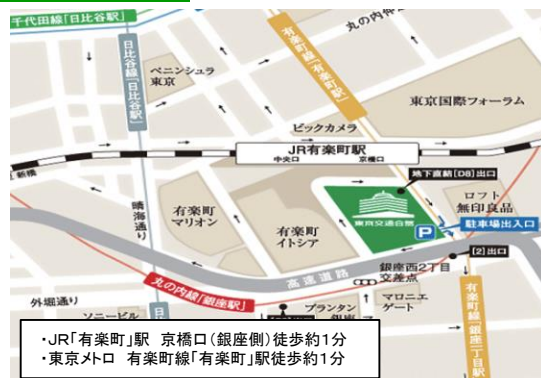 千代田線「日比谷駅」
日比谷線「日比谷駅」
丸の内仲
有楽町線「有楽町駅」
ペニンシュラ
東京
東京国際フォーラム
ビックカメラ
JR有楽町駅
中央口
京橋口
新橋
地下直結[D8]出口
晴海通り
有楽町
マリオン
有楽町
イトシア
東京交通会館
ロフト
無印良品
P
駐車場出入口
[2]出口
高速道路
銀座西2丁目
交差点
丸の内線「銀座駅」
外堀通り
ソニービル
プランタン
銀座
マロニエ
ゲート
有楽町線「銀座一丁目駅」
・JR「有楽町」駅 京橋口(銀座側)徒歩約1分
・東京メトロ 有楽町線「有楽町」駅徒歩約1分